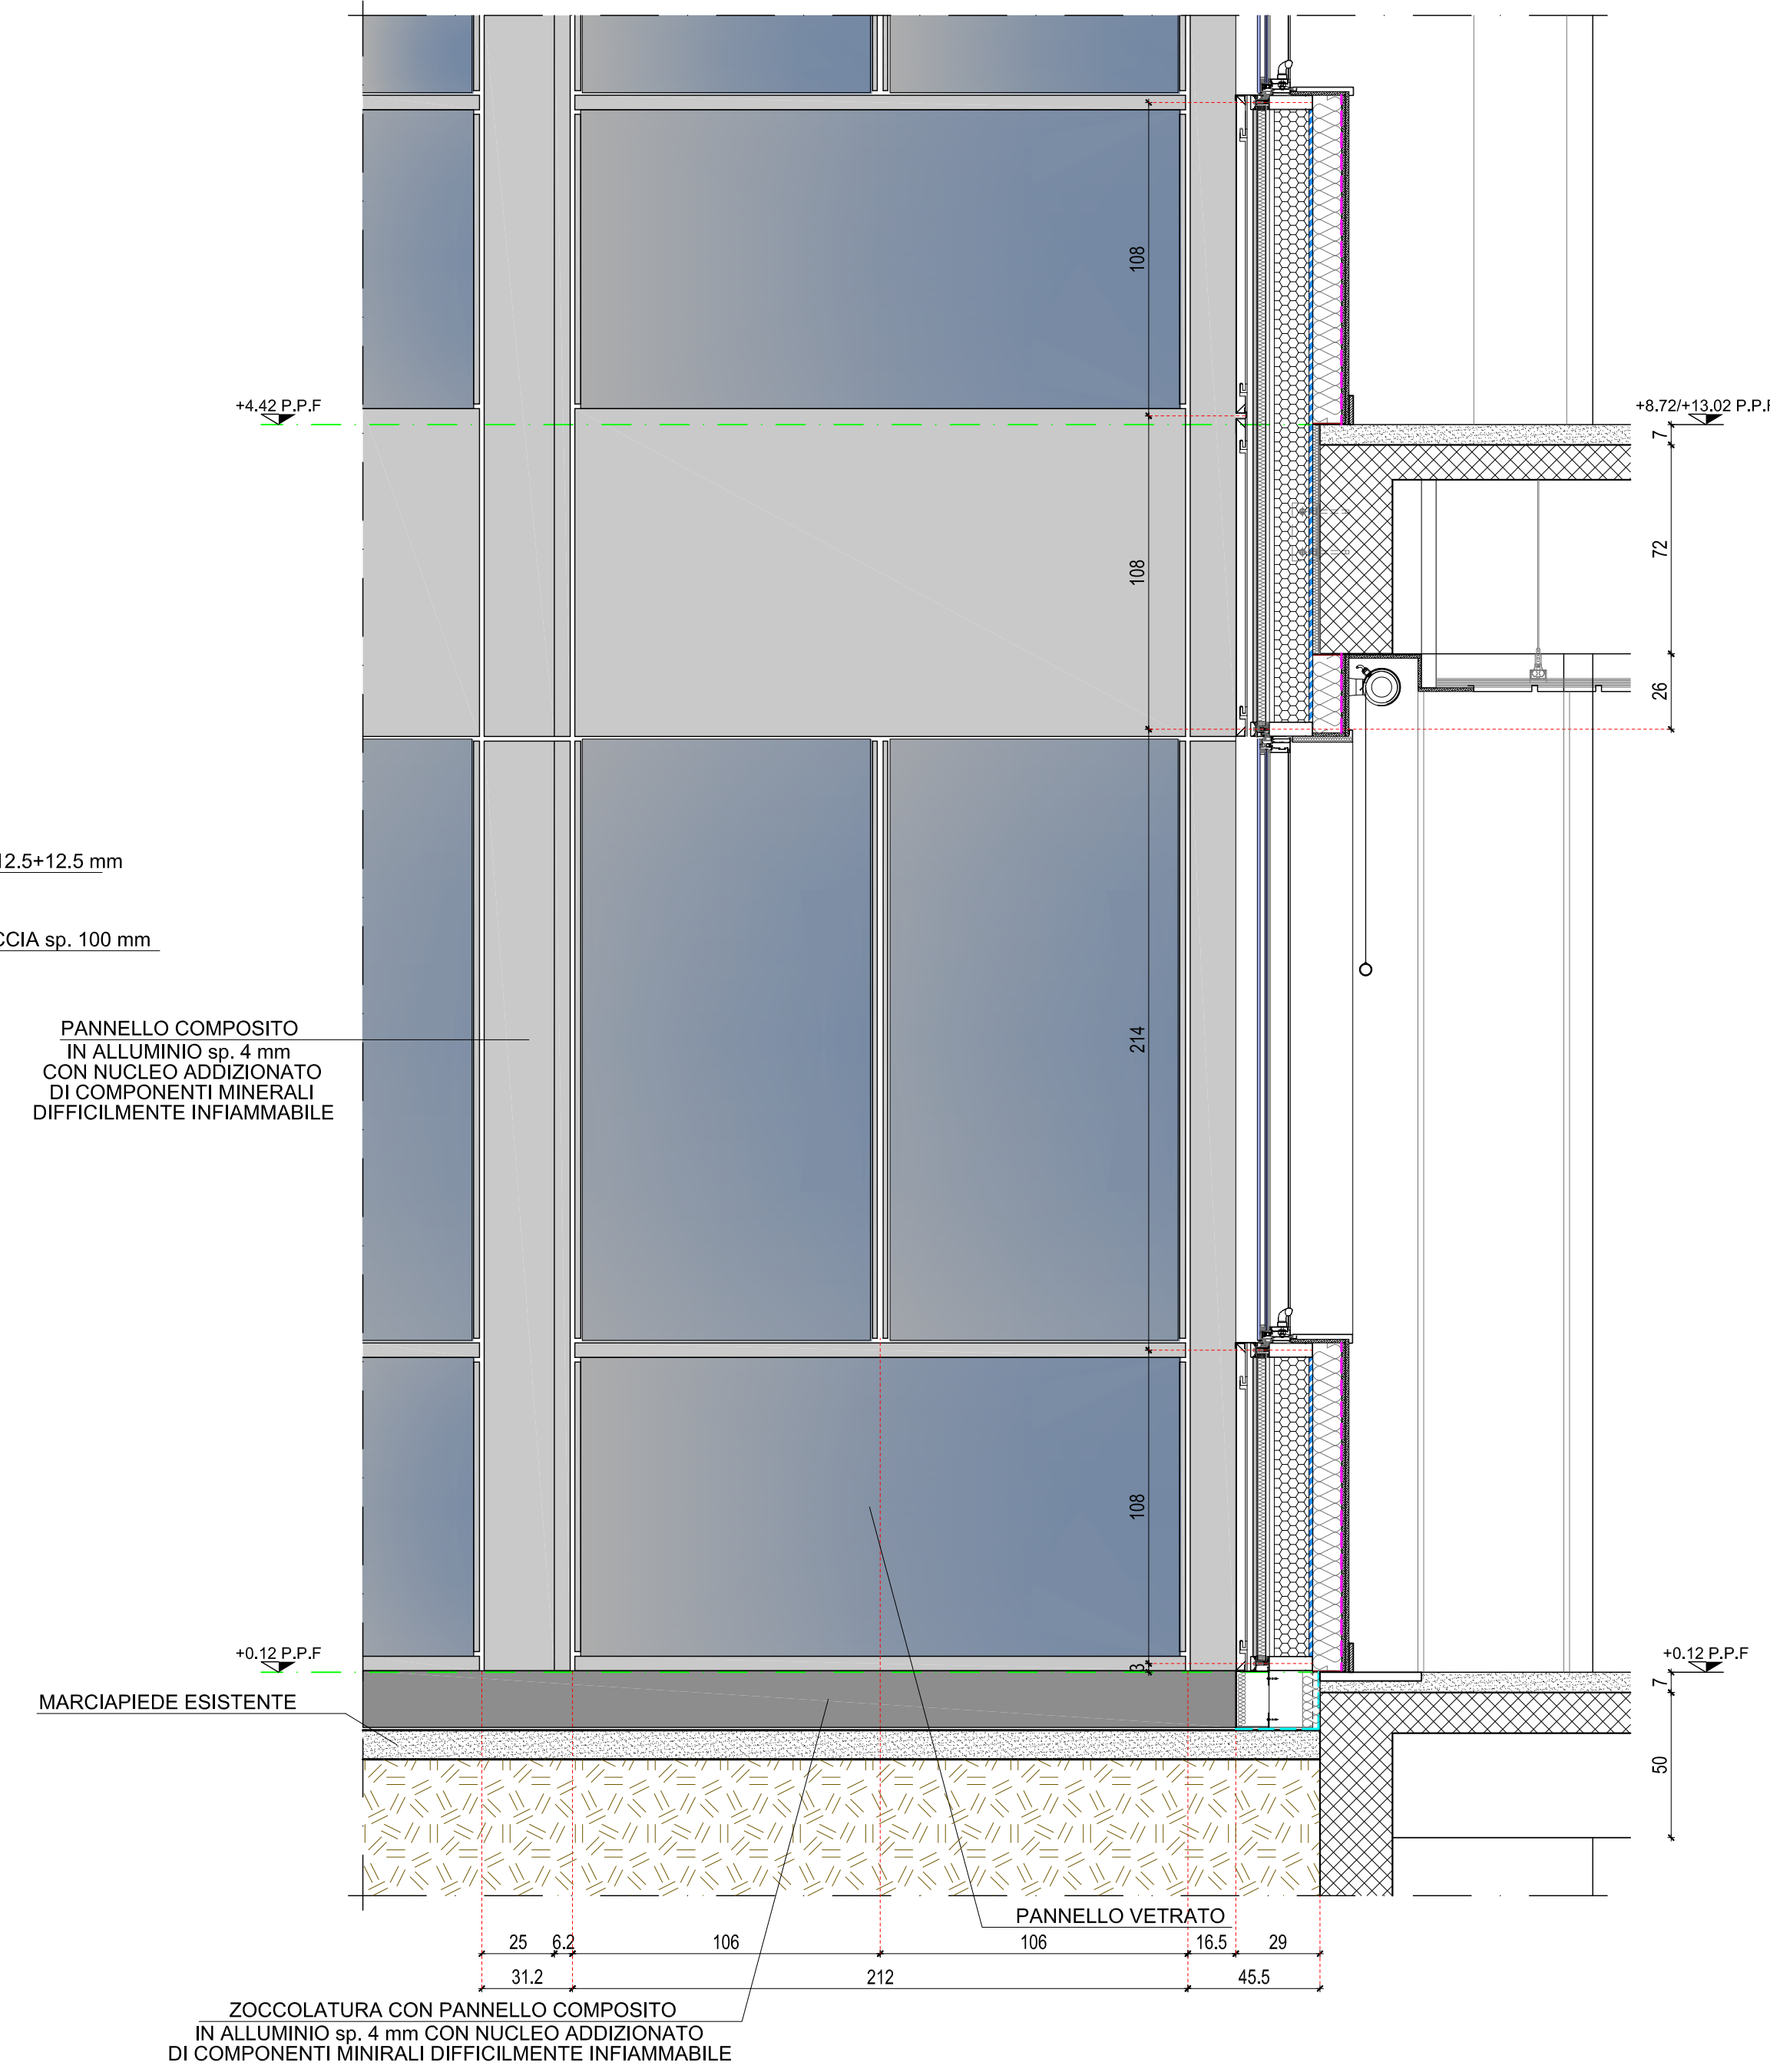 108
+4.42 P.P.F
+8.72/+13.02 P.P.F
7
108
72
26
12.5+12.5 mm
CCIA sp. 100 mm
PANNELLO COMPOSITO
IN ALLUMINIO sp. 4 mm
CON NUCLEO ADDIZIONATO
DI COMPONENTI MINERALI
DIFFICILMENTE INFIAMMABILE
214
108
+0.12 P.P.F
3
+0.12 P.P.F
7
MARCIAPIEDE ESISTENTE
50
PANNELLO VETRATO
25 6.2 106 106 16.5 29
31.2 212 45.5
ZOCCOLATURA CON PANNELLO COMPOSITO
IN ALLUMINIO sp. 4 mm CON NUCLEO ADDIZIONATO
DI COMPONENTI MINIRALI DIFFICILMENTE INFIAMMABILE